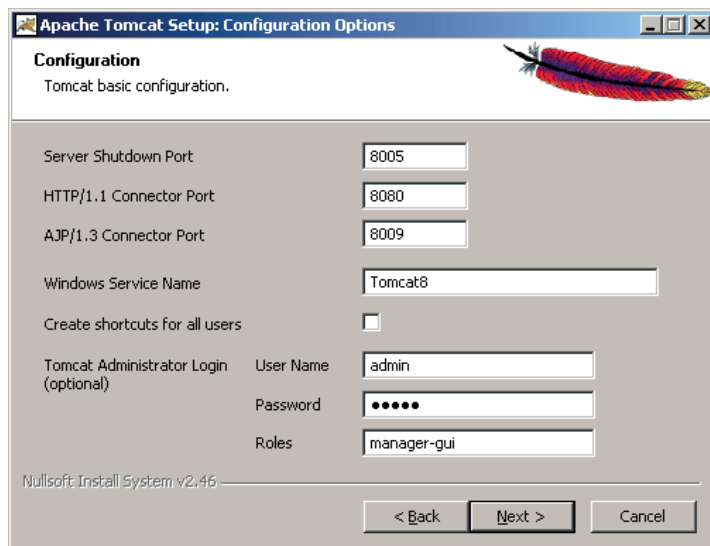 Apache Tomcat Setup: Configuration Options
Configuration
Tomcat basic configuration.
Server Shutdown Port 8005
HTTP/1.1 Connector Port 8080
AJP/1.3 Connector Port 8009
Windows Service Name Tomcat8
Create shortcuts for all users
Tomcat Administrator Login User Name admin
(optional)
Password •••••
Roles manager-gui
Nullsoft Install System v2.46
< Back Next > Cancel